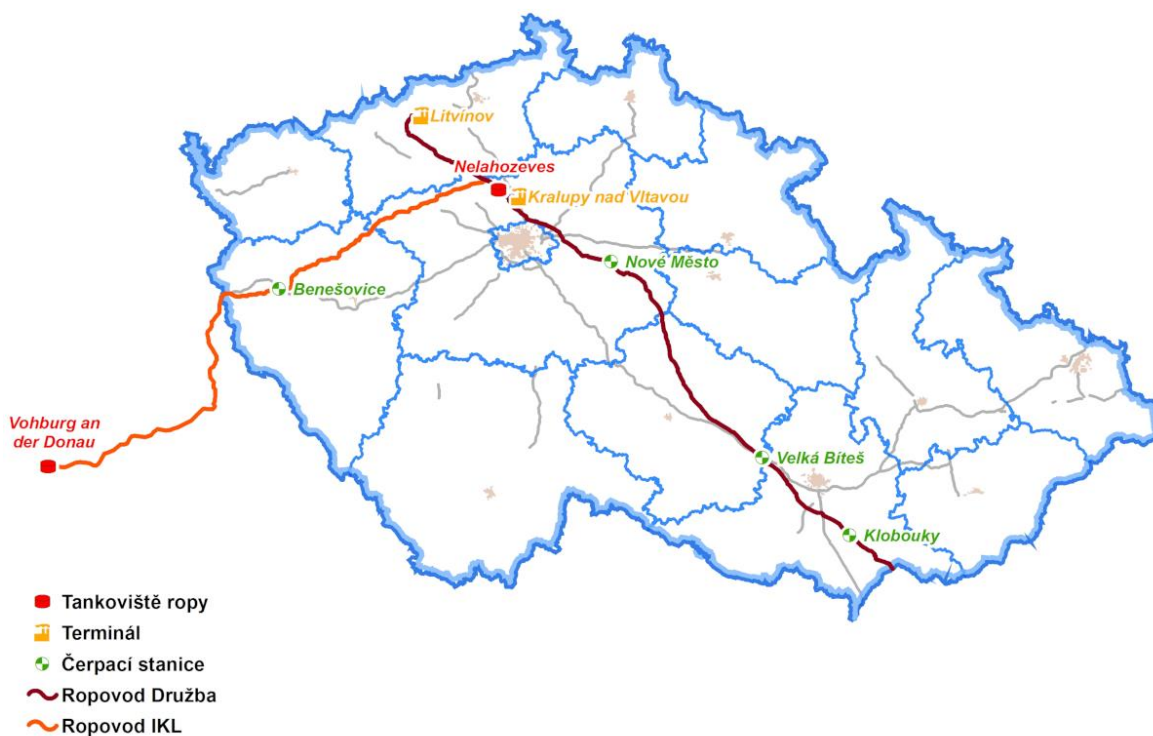 Litvínov
Nelahozeves
Kralupy nad Vltavou
Nové Město
Benešovice
Vohburg an
der Donau
Velká Bíteš
Klobouky
Tankoviště ropy
Terminál
Čerpací stanice
Ropovod Družba
Ropovod IKL